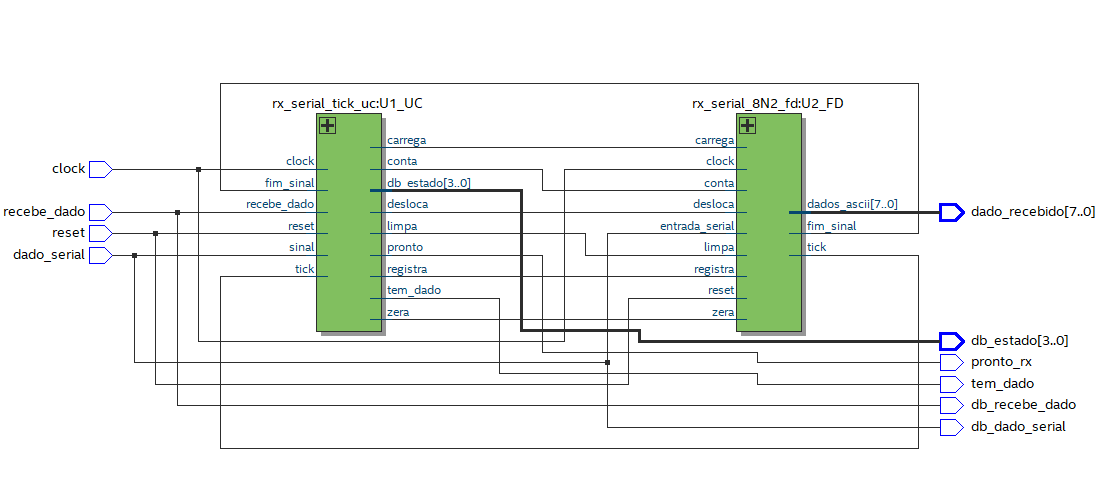 rx_serial_tick_uc:U1_UC
rx_serial_8N2_fd:U2_FD
clock
recebe_dado
reset
dado_serial
clock
fim_sinal
recebe_dado
reset
sinal
tick
carrega
conta
db_estado[3..0]
desloca
limpa
pronto
registra
tem_dado
zera
carrega
clock
conta
desloca
entrada_serial
limpa
registra
reset
zera
dados_ascii[7..0]
fim_sinal
tick
dado_recebido[7..0]
db_estado[3..0]
pronto_rx
tem_dado
db_recebe_dado
db_dado_serial